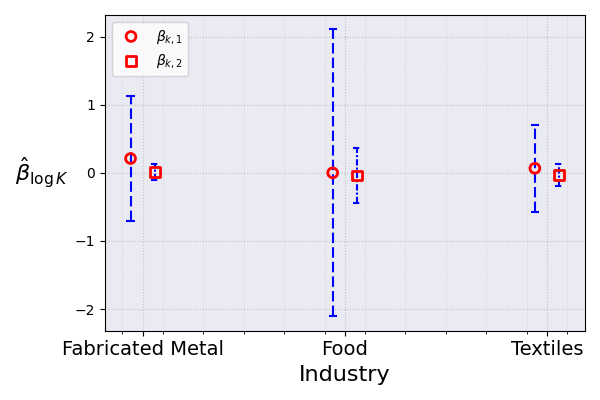 β_{k,1}
β_{k,2}
2
1
0
−1
−2
β̂_{log K}
Fabricated Metal Food Textiles
Industry